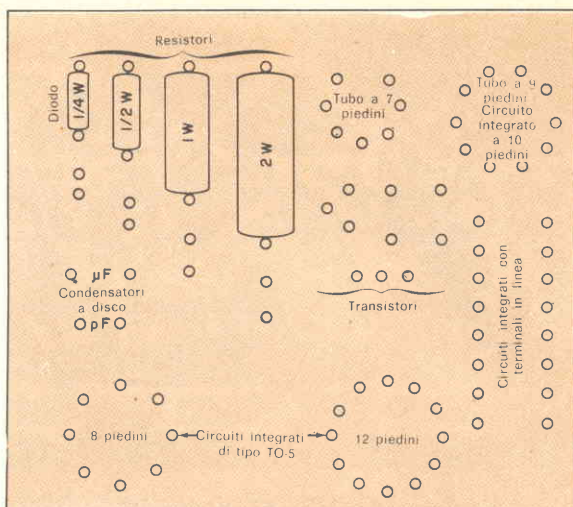 Resistori
Diodo
1/4 W
1/2 W
1 W
2 W
Tubo a 7
piedini
Tubo a 9
piedini
Circuito
integrato
a 10
piedini
µF
Condensatori
a disco
pF
Transistori
Circuiti integrati con
terminali in linea
8 piedini
Circuiti integrati
di tipo TO-5
12 piedini